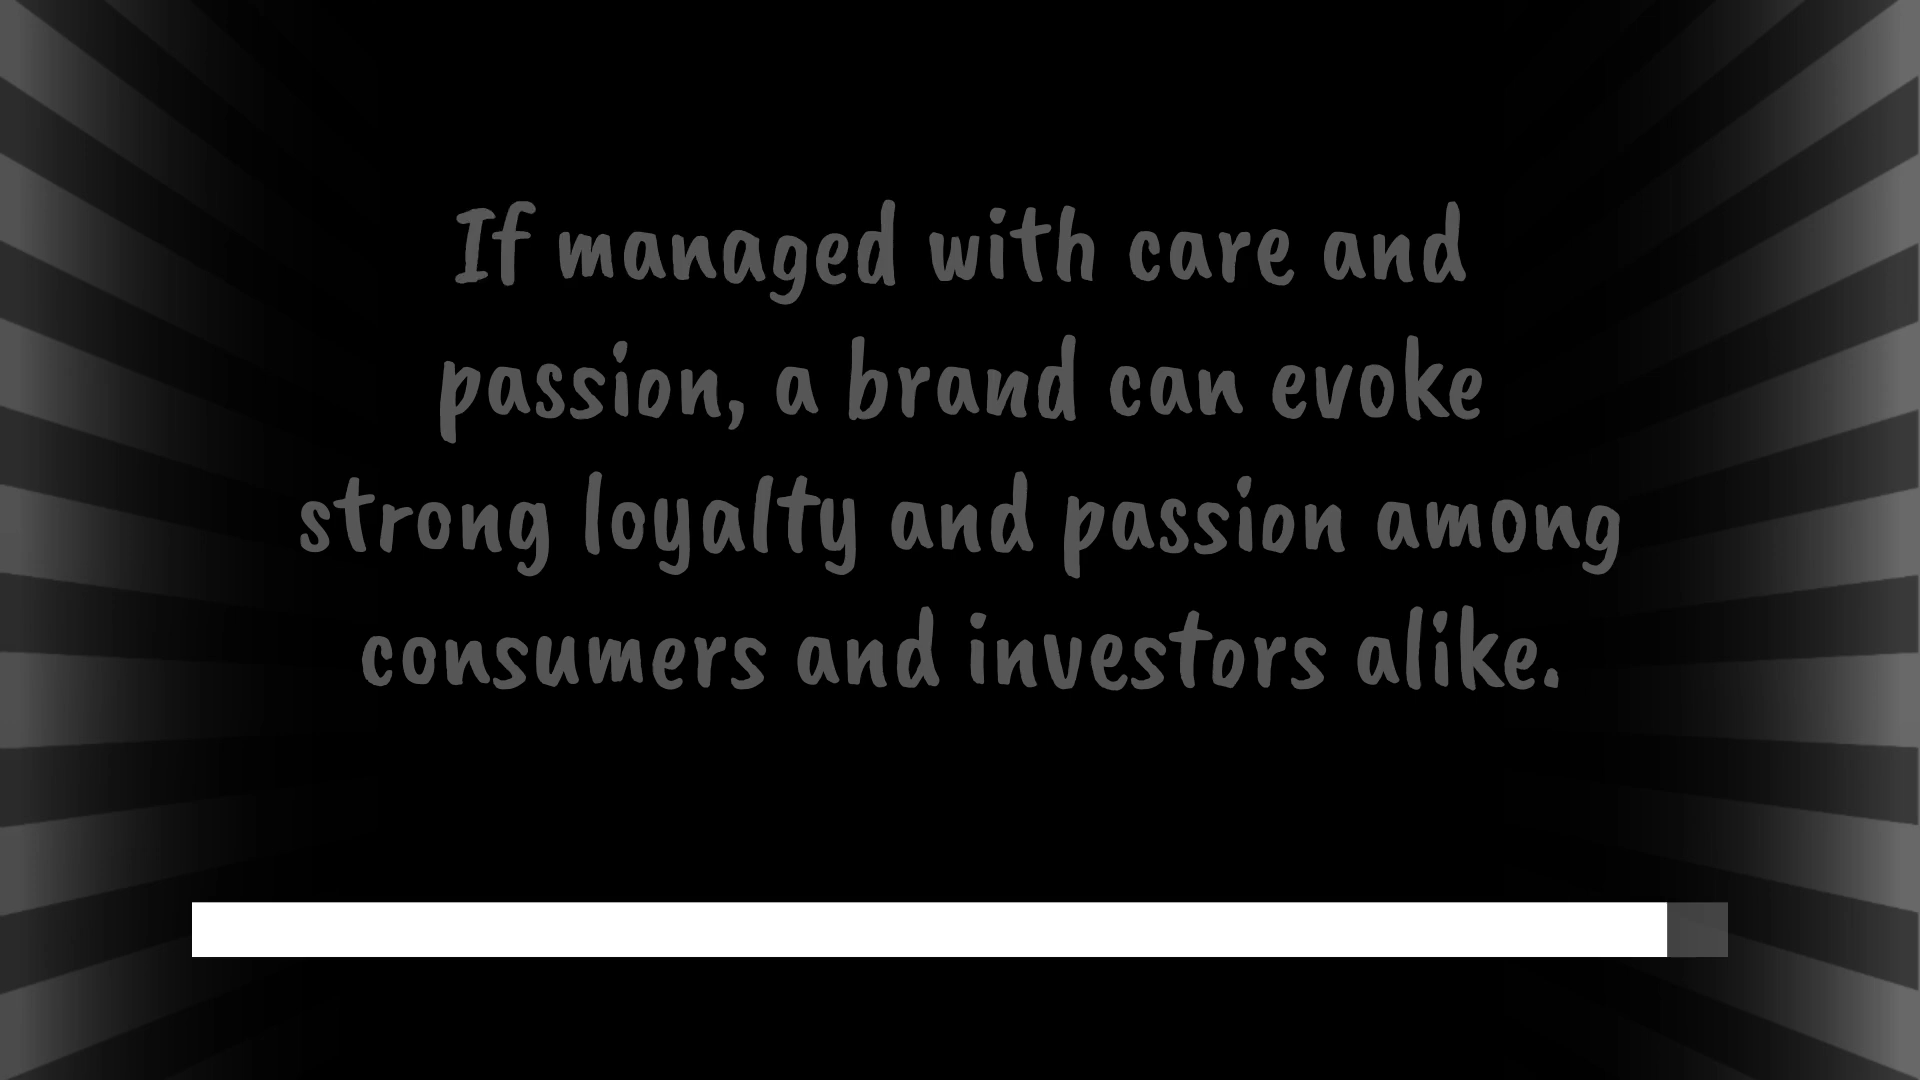 If managed with care and
passion, a brand can evoke
strong loyalty and passion among
consumers and investors alike.